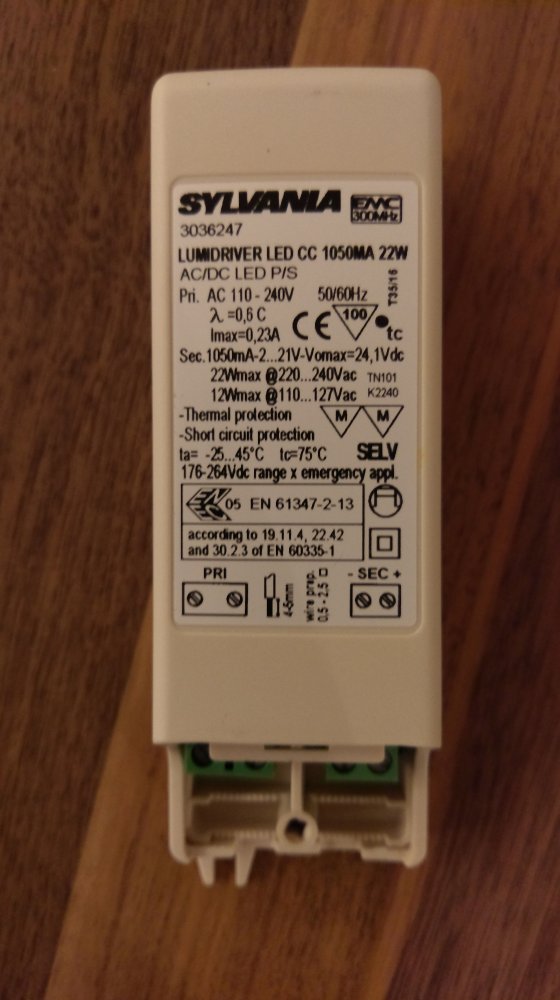 SYLVANIA
EMC
300MHz
3036247
LUMIDRIVER LED CC 1050MA 22W
AC/DC LED P/S
T35/16
Pri. AC 110 - 240V 50/60Hz
λ =0,6 C
Imax=0,23A
CE
100
tc
Sec.1050mA-2...21V-Vomax=24,1Vdc
22Wmax @220...240Vac TN101
12Wmax @110...127Vac K2240
-Thermal protection
M M
-Short circuit protection
ta= -25...45°C tc=75°C SELV
176-264Vdc range x emergency appl.
ENEC 05 EN 61347-2-13
according to 19.11.4, 22.42
and 30.2.3 of EN 60335-1
PRI
4-5mm
wire prep.
0,5 - 2,5
- SEC +